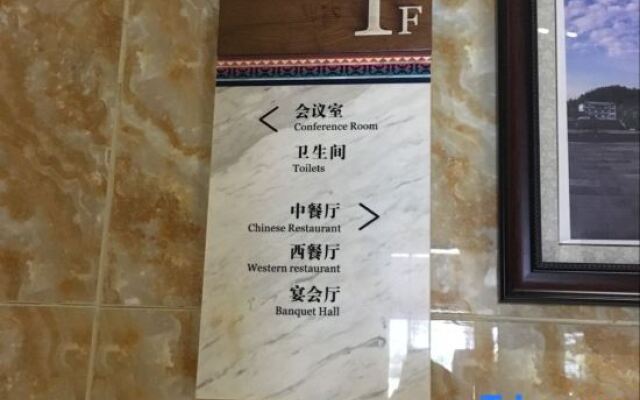 1F
会议室
Conference Room
卫生间
Toilets
中餐厅
Chinese Restaurant
西餐厅
Western restaurant
宴会厅
Banquet Hall